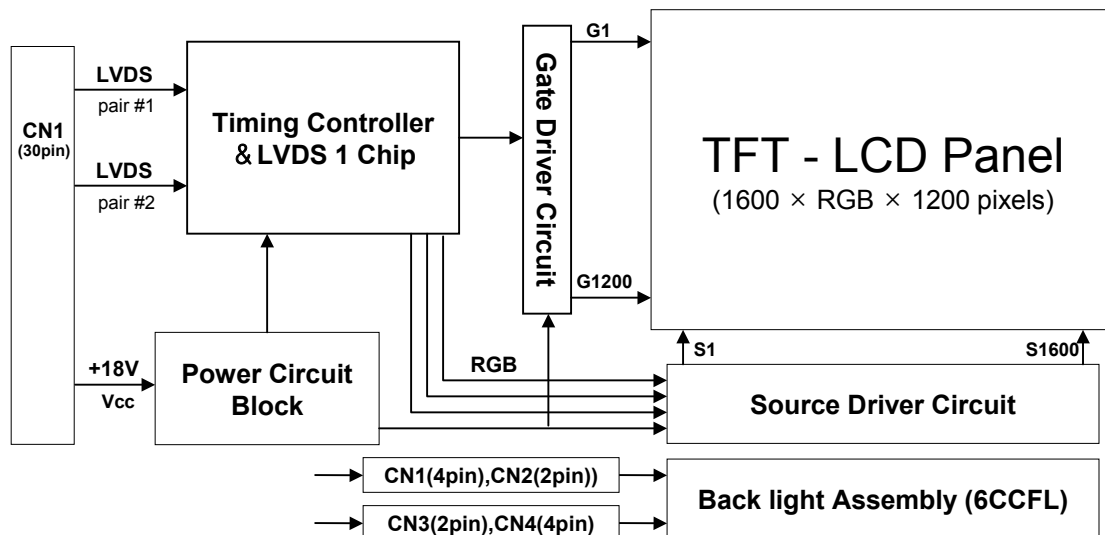 CN1
(30pin)
LVDS
pair #1
LVDS
pair #2
+18V
Vcc
Timing Controller
& LVDS 1 Chip
Power Circuit
Block
Gate Driver Circuit
G1
G1200
TFT - LCD Panel
(1600 × RGB × 1200 pixels)
RGB
S1
S1600
Source Driver Circuit
CN1(4pin),CN2(2pin))
CN3(2pin),CN4(4pin)
Back light Assembly (6CCFL)